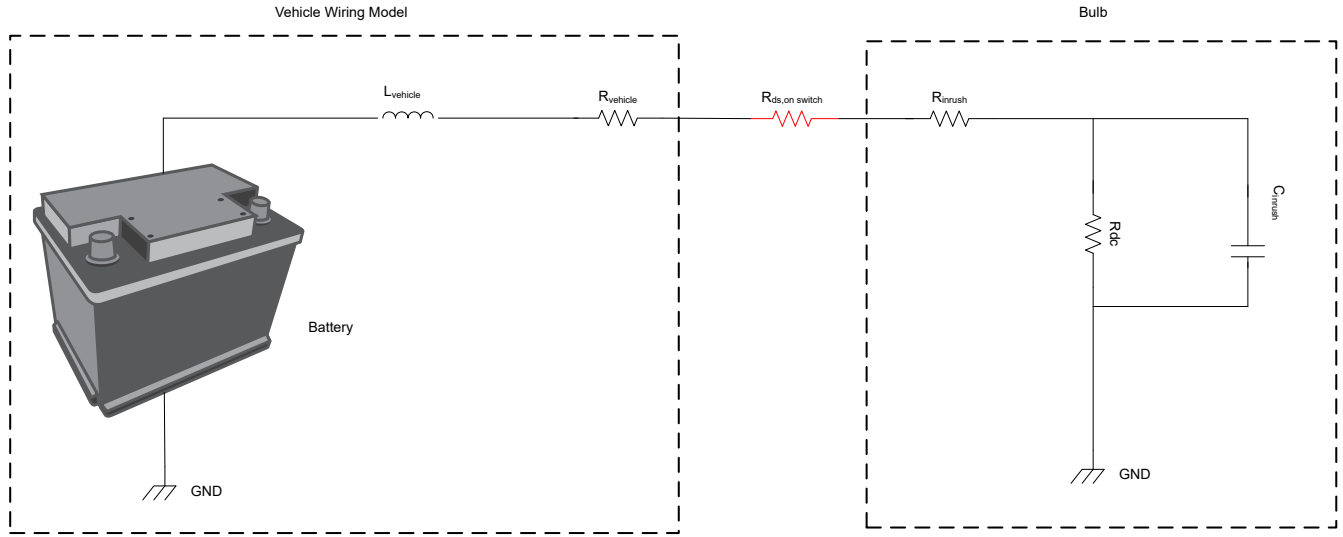 Vehicle Wiring Model
Bulb
Lvehicle
Rvehicle
Rds,on switch
Rinrush
Cinrush
Rdc
Battery
GND
GND